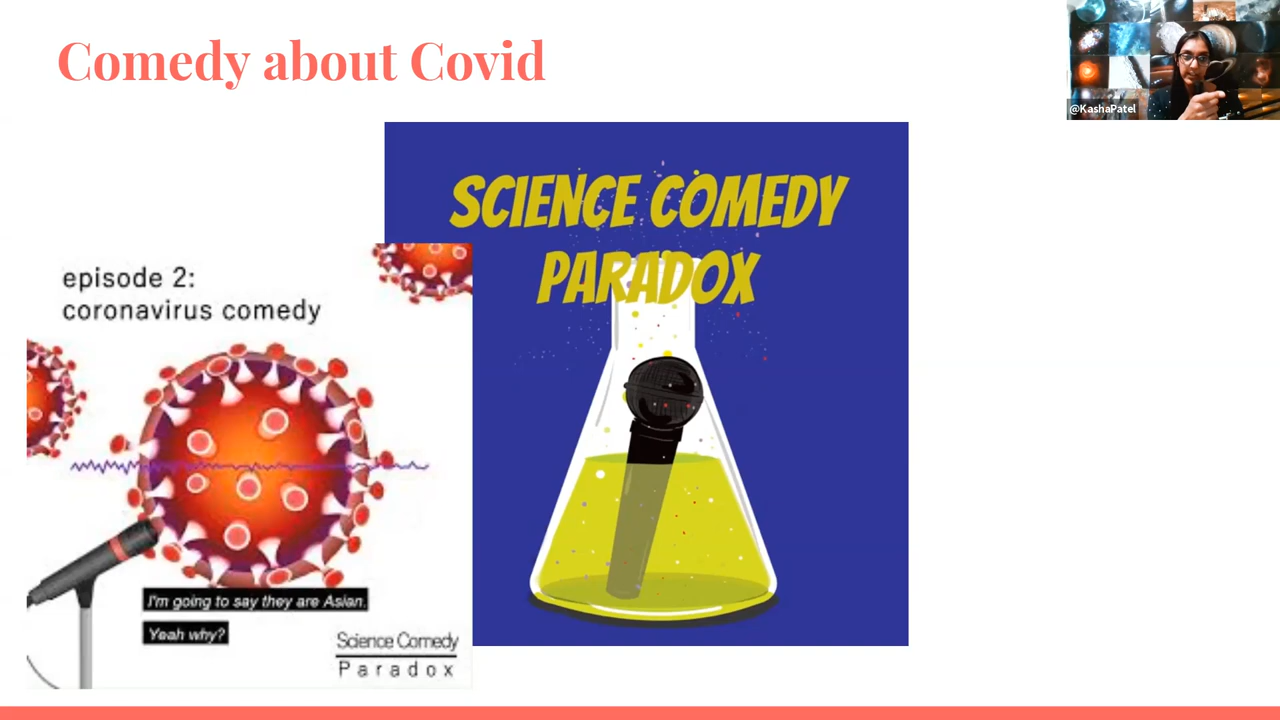 Comedy about Covid
@KashaPatel
SCIENCE COMEDY
PARADOX
episode 2:
coronavirus comedy
I'm going to say they are Asian.
Yeah why?
Science Comedy
Paradox